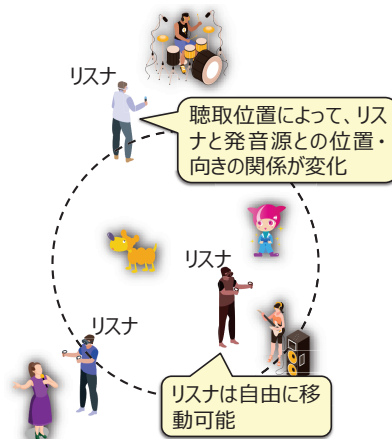 リスナ
聴取位置によって、リス
ナと発音源との位置・
向きの関係が変化
リスナ
リスナ
リスナは自由に移
動可能